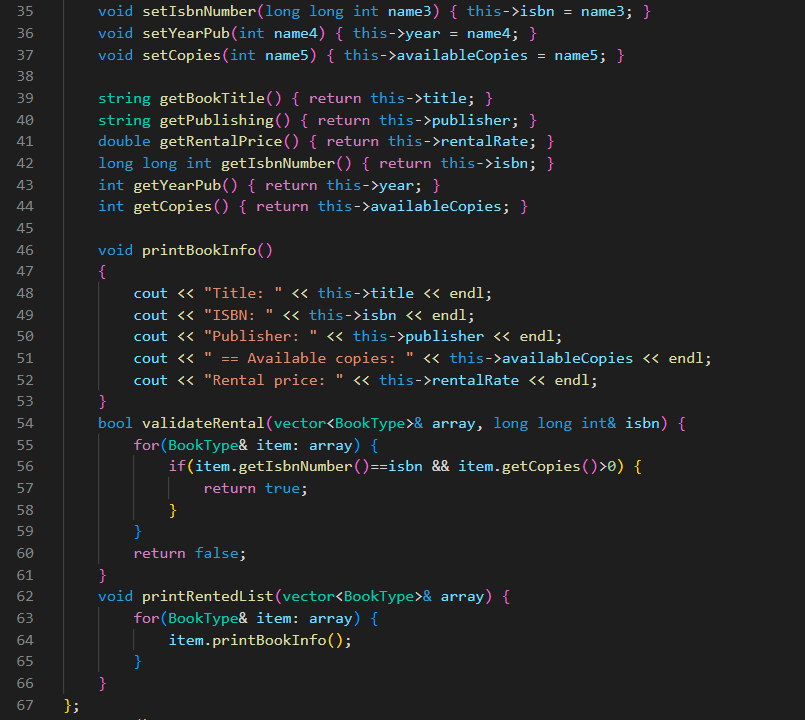 35 void setIsbnNumber(long long int name3) { this->isbn = name3; }
36 void setYearPub(int name4) { this->year = name4; }
37 void setCopies(int name5) { this->availableCopies = name5; }
38
39 string getBookTitle() { return this->title; }
40 string getPublishing() { return this->publisher; }
41 double getRentalPrice() { return this->rentalRate; }
42 long long int getIsbnNumber() { return this->isbn; }
43 int getYearPub() { return this->year; }
44 int getCopies() { return this->availableCopies; }
45
46 void printBookInfo()
47 {
48 cout << "Title: " << this->title << endl;
49 cout << "ISBN: " << this->isbn << endl;
50 cout << "Publisher: " << this->publisher << endl;
51 cout << " == Available copies: " << this->availableCopies << endl;
52 cout << "Rental price: " << this->rentalRate << endl;
53 }
54 bool validateRental(vector<BookType>& array, long long int& isbn) {
55 for(BookType& item: array) {
56 if(item.getIsbnNumber()==isbn && item.getCopies()>0) {
57 return true;
58 }
59 }
60 return false;
61 }
62 void printRentedList(vector<BookType>& array) {
63 for(BookType& item: array) {
64 item.printBookInfo();
65 }
66 }
67 };